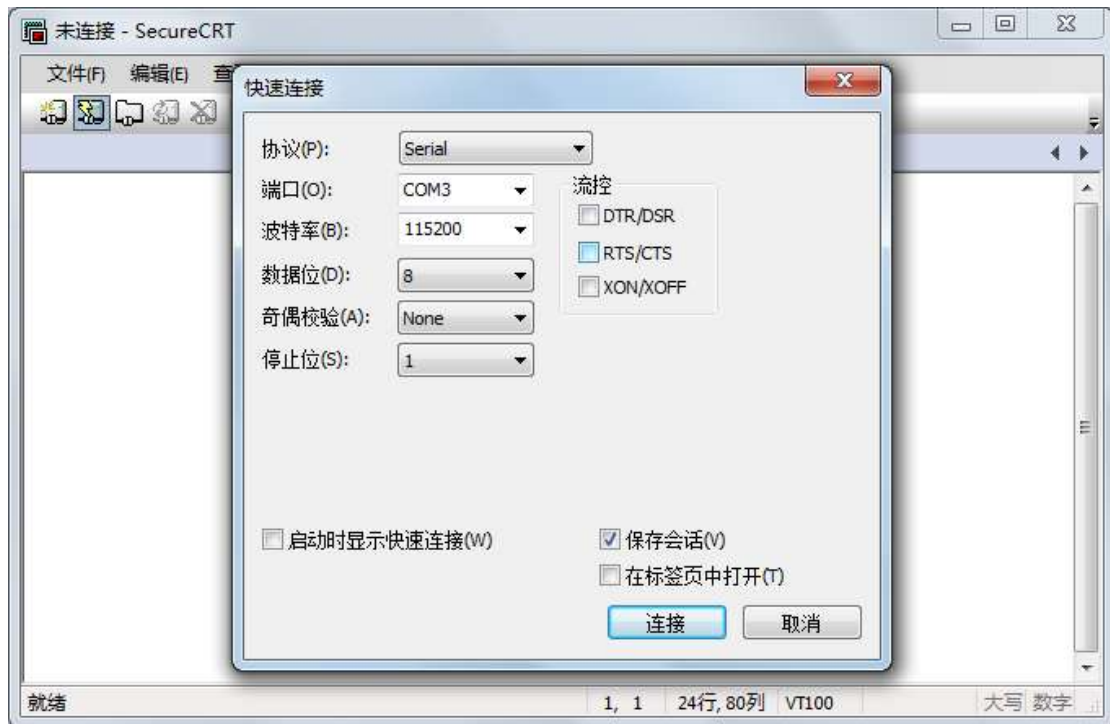 未连接 - SecureCRT
文件(F) 编辑(E)
快速连接
协议(P): Serial
端口(O): COM3
流控
DTR/DSR
波特率(B): 115200
RTS/CTS
数据位(D): 8
XON/XOFF
奇偶校验(A): None
停止位(S): 1
启动时显示快速连接(W)
保存会话(V)
在标签页中打开(T)
连接 取消
就绪 1, 1 24行, 80列 VT100 大写 数字